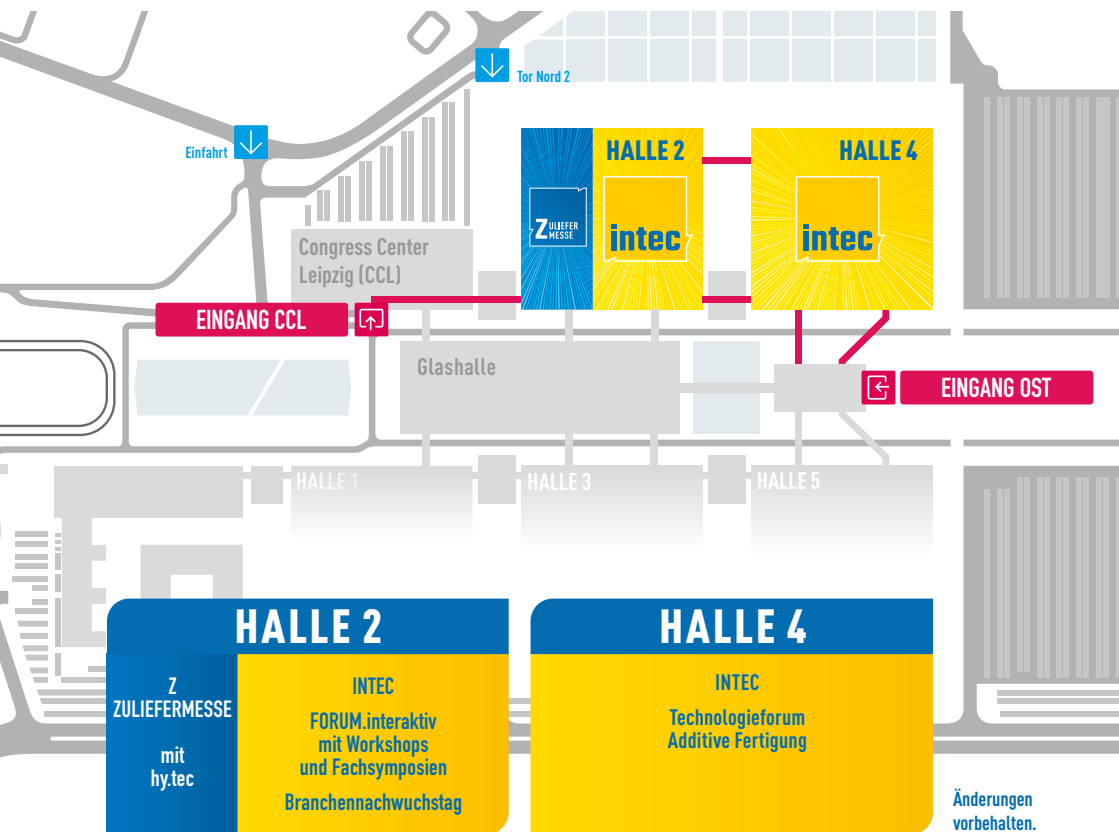 Tor Nord 2
Einfahrt
HALLE 2
HALLE 4
Z ULIEFER
MESSE
intec
intec
Congress Center
Leipzig (CCL)
EINGANG CCL
Glashalle
EINGANG OST
HALLE 1
HALLE 3
HALLE 5
HALLE 2
Z
ZULIEFERMESSE
mit
hy.tec
INTEC
FORUM.interaktiv
mit Workshops
und Fachsymposien
Branchennachwuchstag
HALLE 4
INTEC
Technologieforum
Additive Fertigung
Änderungen
vorbehalten.